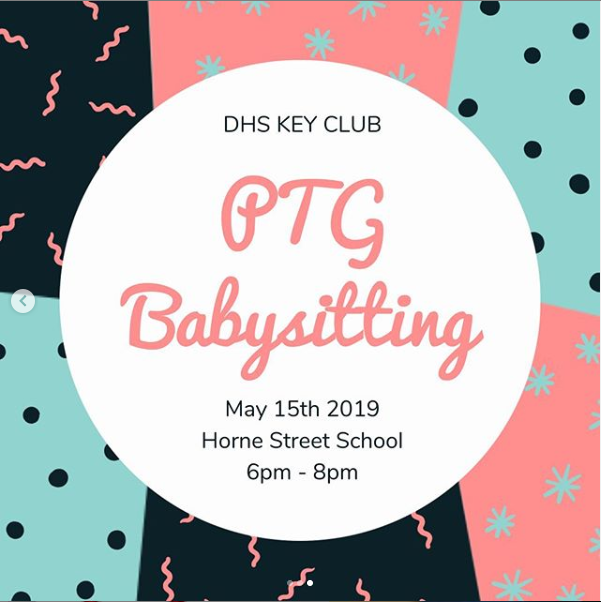 DHS KEY CLUB
PTG
Babysitting
May 15th 2019
Horne Street School
6pm - 8pm